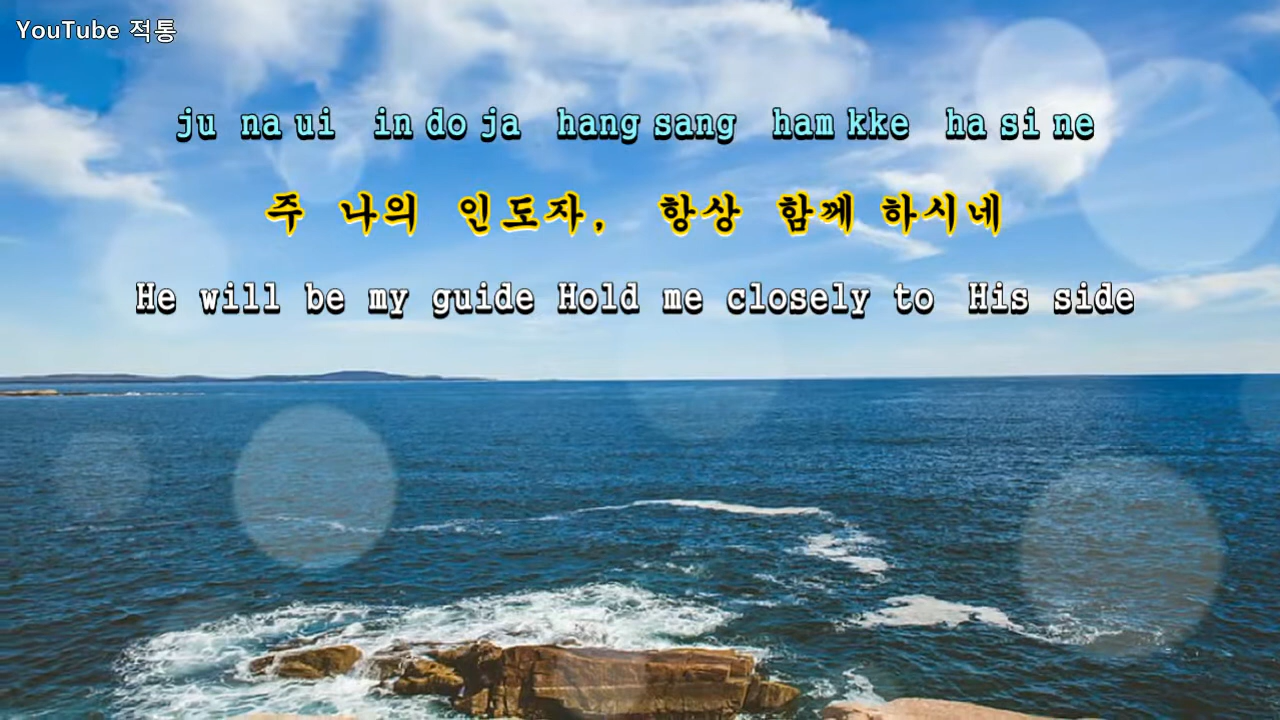 YouTube 적통
ju na ui in do ja hang sang ham kke ha si ne
주 나의 인도자, 항상 함께 하시네
He will be my guide Hold me closely to His side